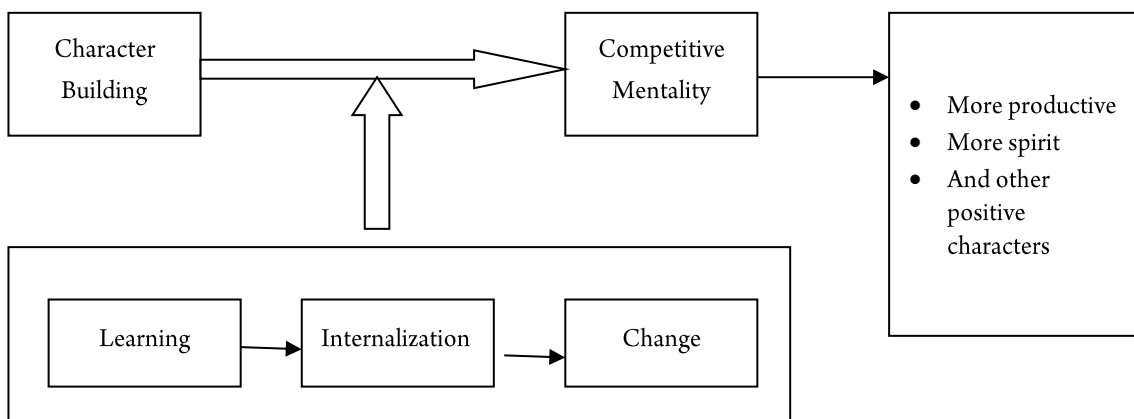 Character
Building
Competitive
Mentality
• More productive
• More spirit
• And other
positive
characters
Learning
Internalization
Change